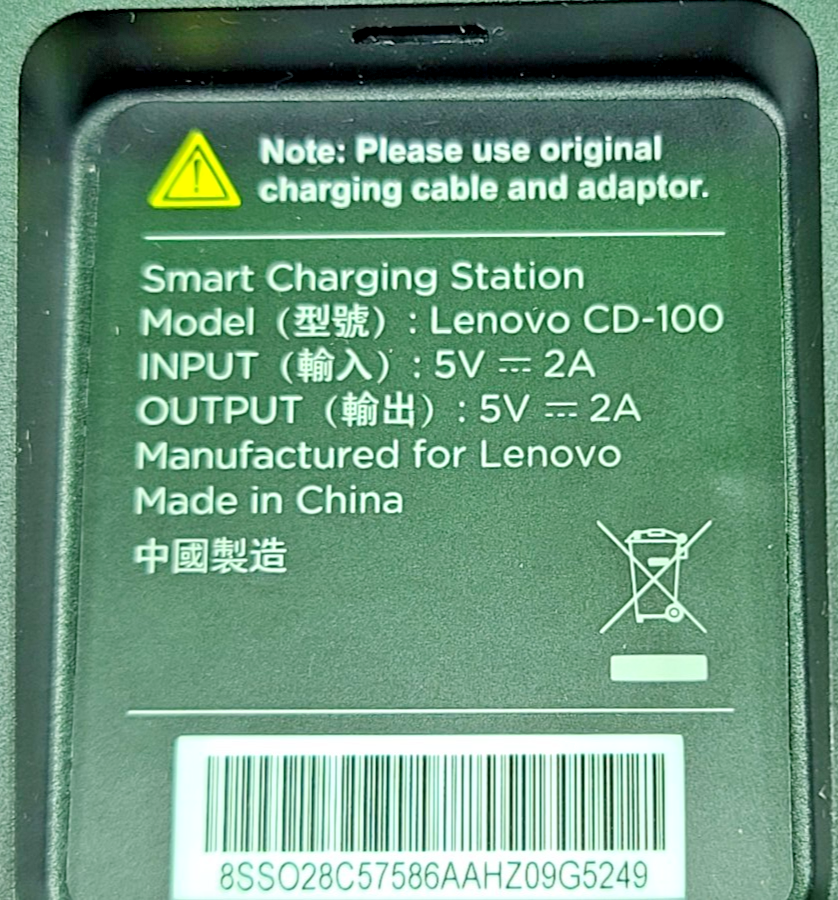 Note: Please use original
charging cable and adaptor.
Smart Charging Station
Model（型號）: Lenovo CD-100
INPUT（輸入）: 5V ⎓ 2A
OUTPUT（輸出）: 5V ⎓ 2A
Manufactured for Lenovo
Made in China
中國製造
8SSO28C57586AAHZ09G5249